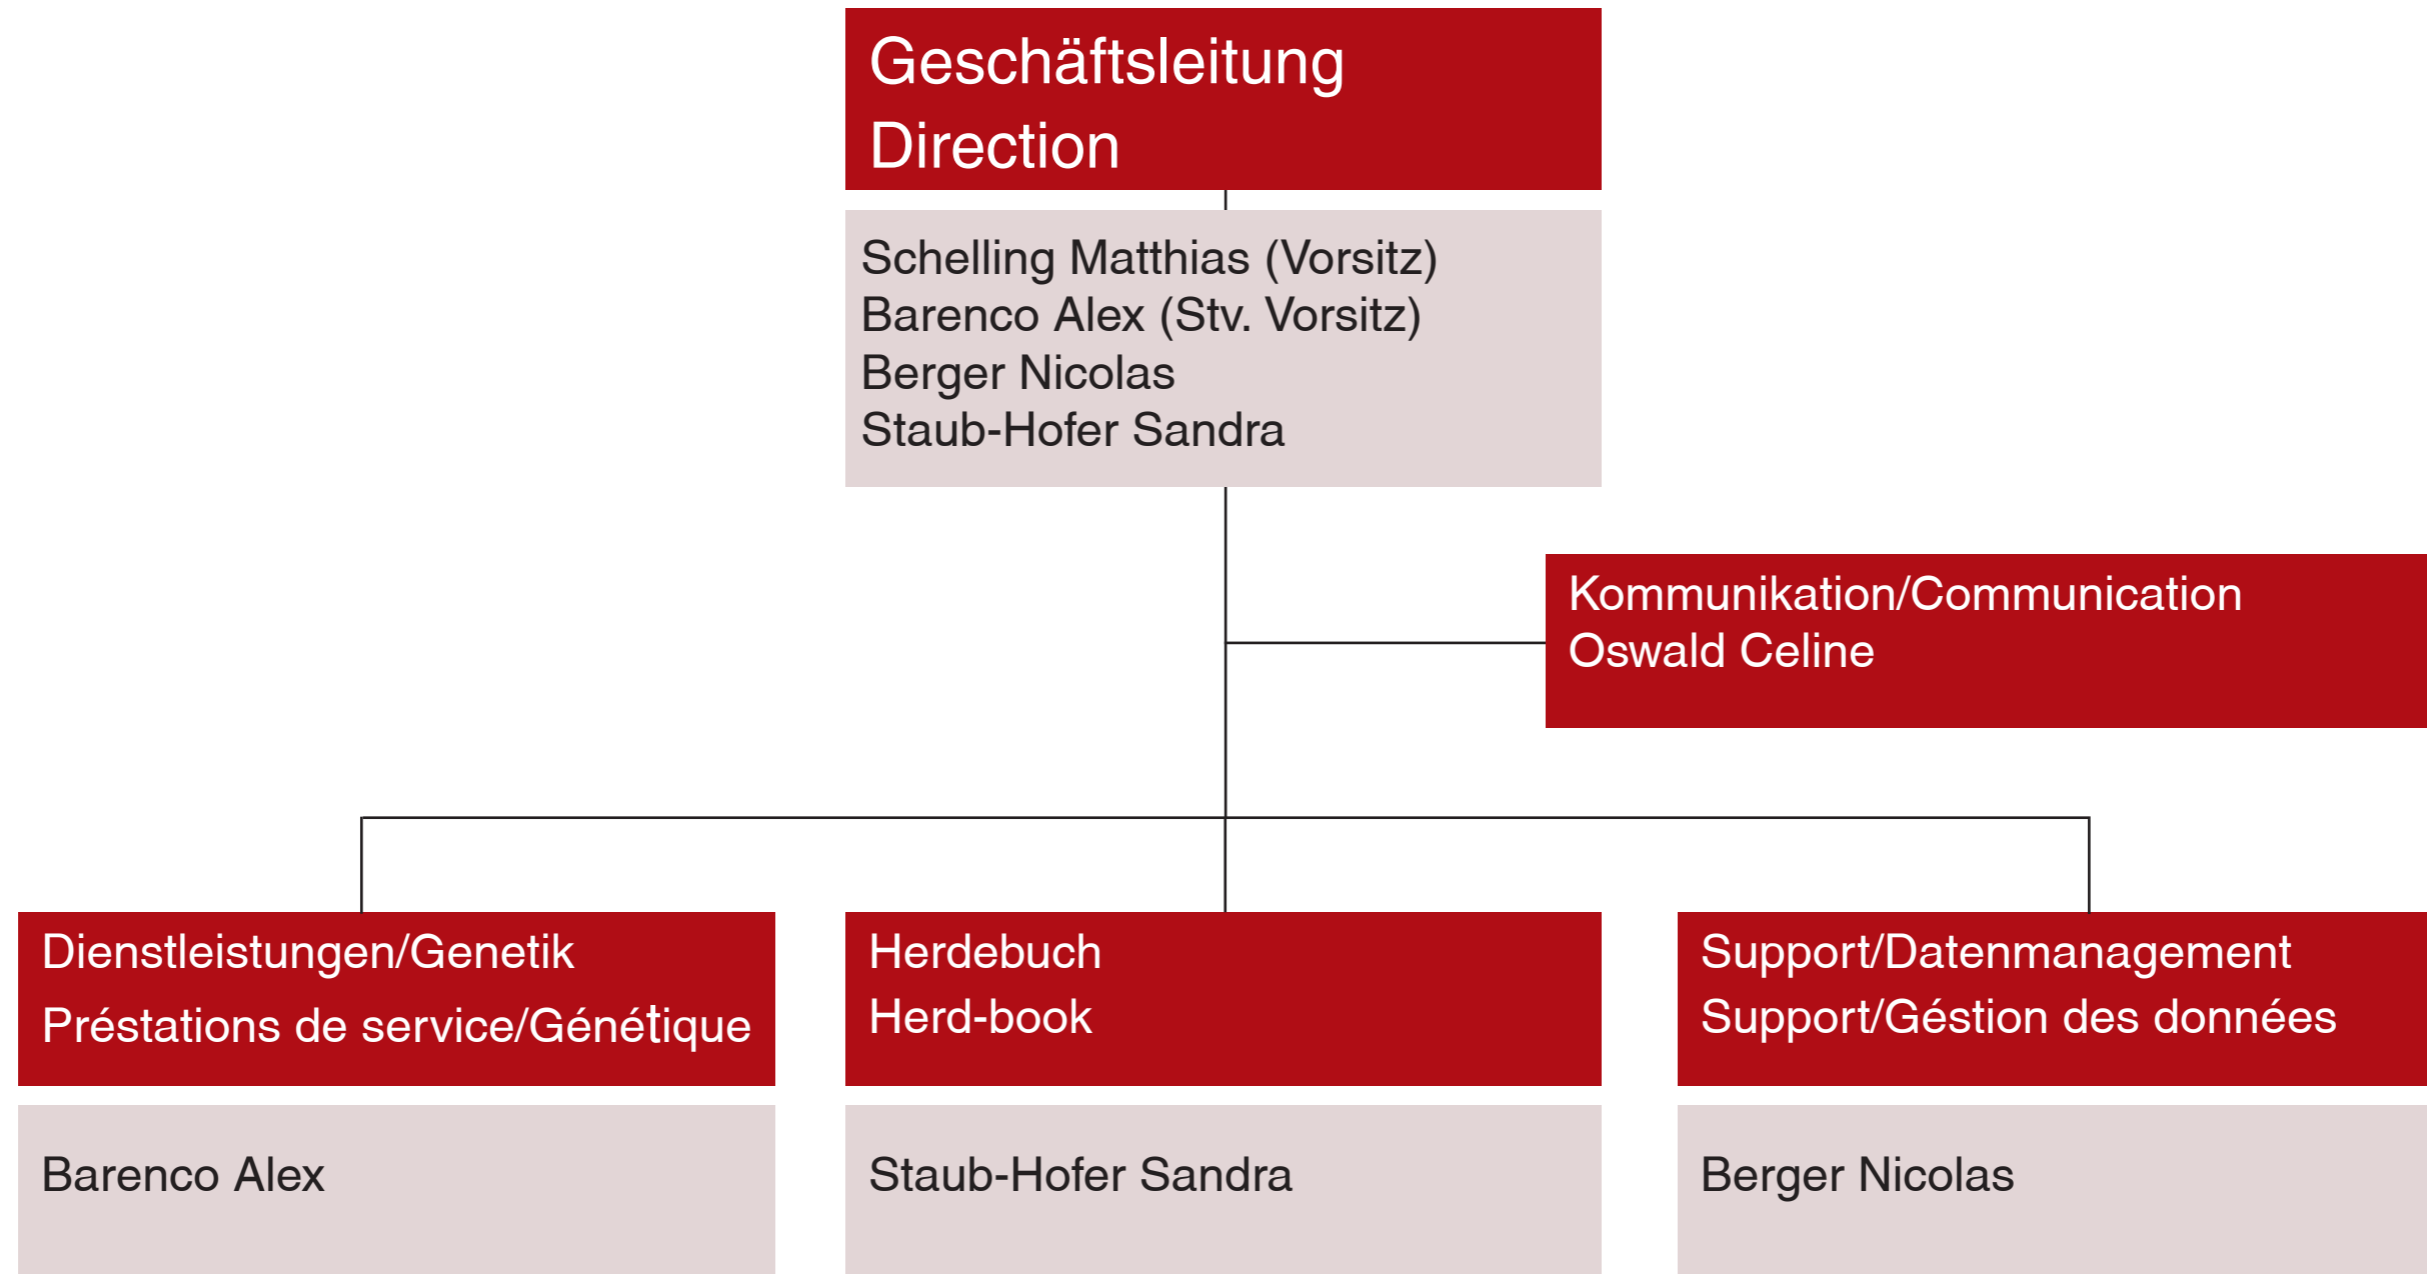 Geschäftsleitung
Direction
Schelling Matthias (Vorsitz)
Barenco Alex (Stv. Vorsitz)
Berger Nicolas
Staub-Hofer Sandra
Kommunikation/Communication
Oswald Celine
Dienstleistungen/Genetik
Préstations de service/Génétique
Barenco Alex
Herdebuch
Herd-book
Staub-Hofer Sandra
Support/Datenmanagement
Support/Géstion des données
Berger Nicolas